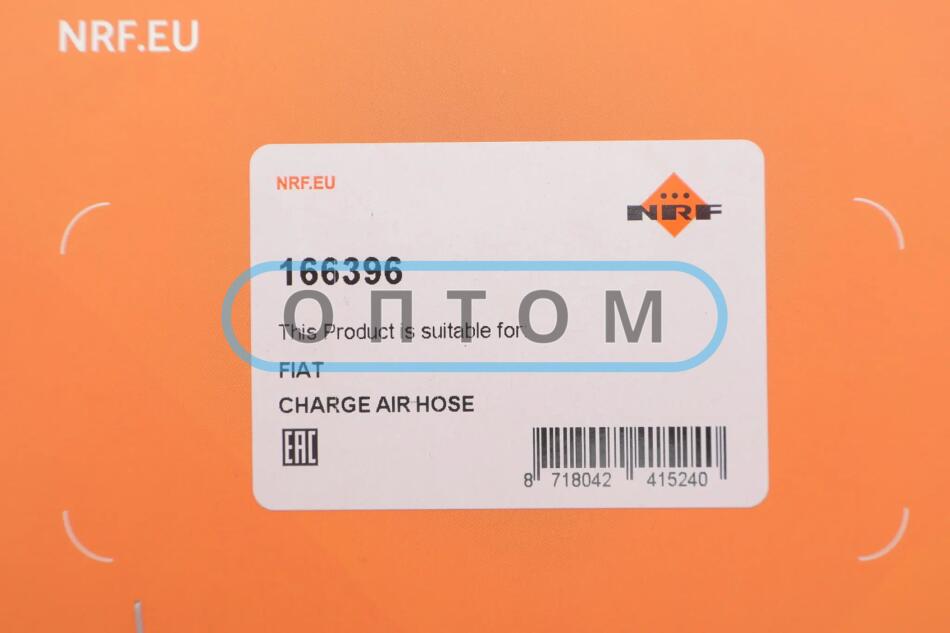 NRF.EU
NRF.EU
NRF
166396
ОПТОМ
This Product is suitable for
FIAT
CHARGE AIR HOSE
EAC
8 718042 415240